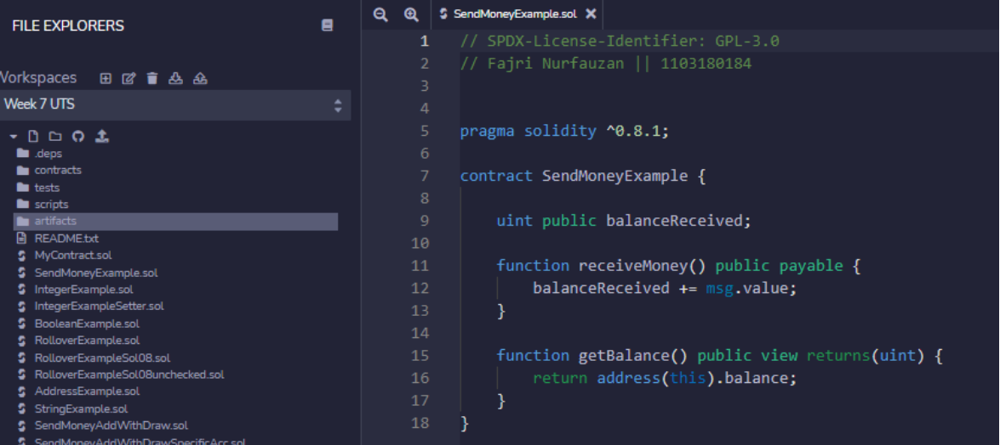 FILE EXPLORERS
Workspaces
Week 7 UTS
.deps
contracts
tests
scripts
artifacts
README.txt
MyContract.sol
SendMoneyExample.sol
IntegerExample.sol
IntegerExampleSetter.sol
BooleanExample.sol
RolloverExample.sol
RolloverExampleSol08.sol
RolloverExampleSol08unchecked.sol
AddressExample.sol
StringExample.sol
SendMoneyAddWithDraw.sol
SendMoneyAddWithDrawSpecificAcc.sol
SendMoneyExample.sol
1 // SPDX-License-Identifier: GPL-3.0
2 // Fajri Nurfauzan || 1103180184
3
4
5 pragma solidity ^0.8.1;
6
7 contract SendMoneyExample {
8
9 uint public balanceReceived;
10
11 function receiveMoney() public payable {
12 balanceReceived += msg.value;
13 }
14
15 function getBalance() public view returns(uint) {
16 return address(this).balance;
17 }
18 }